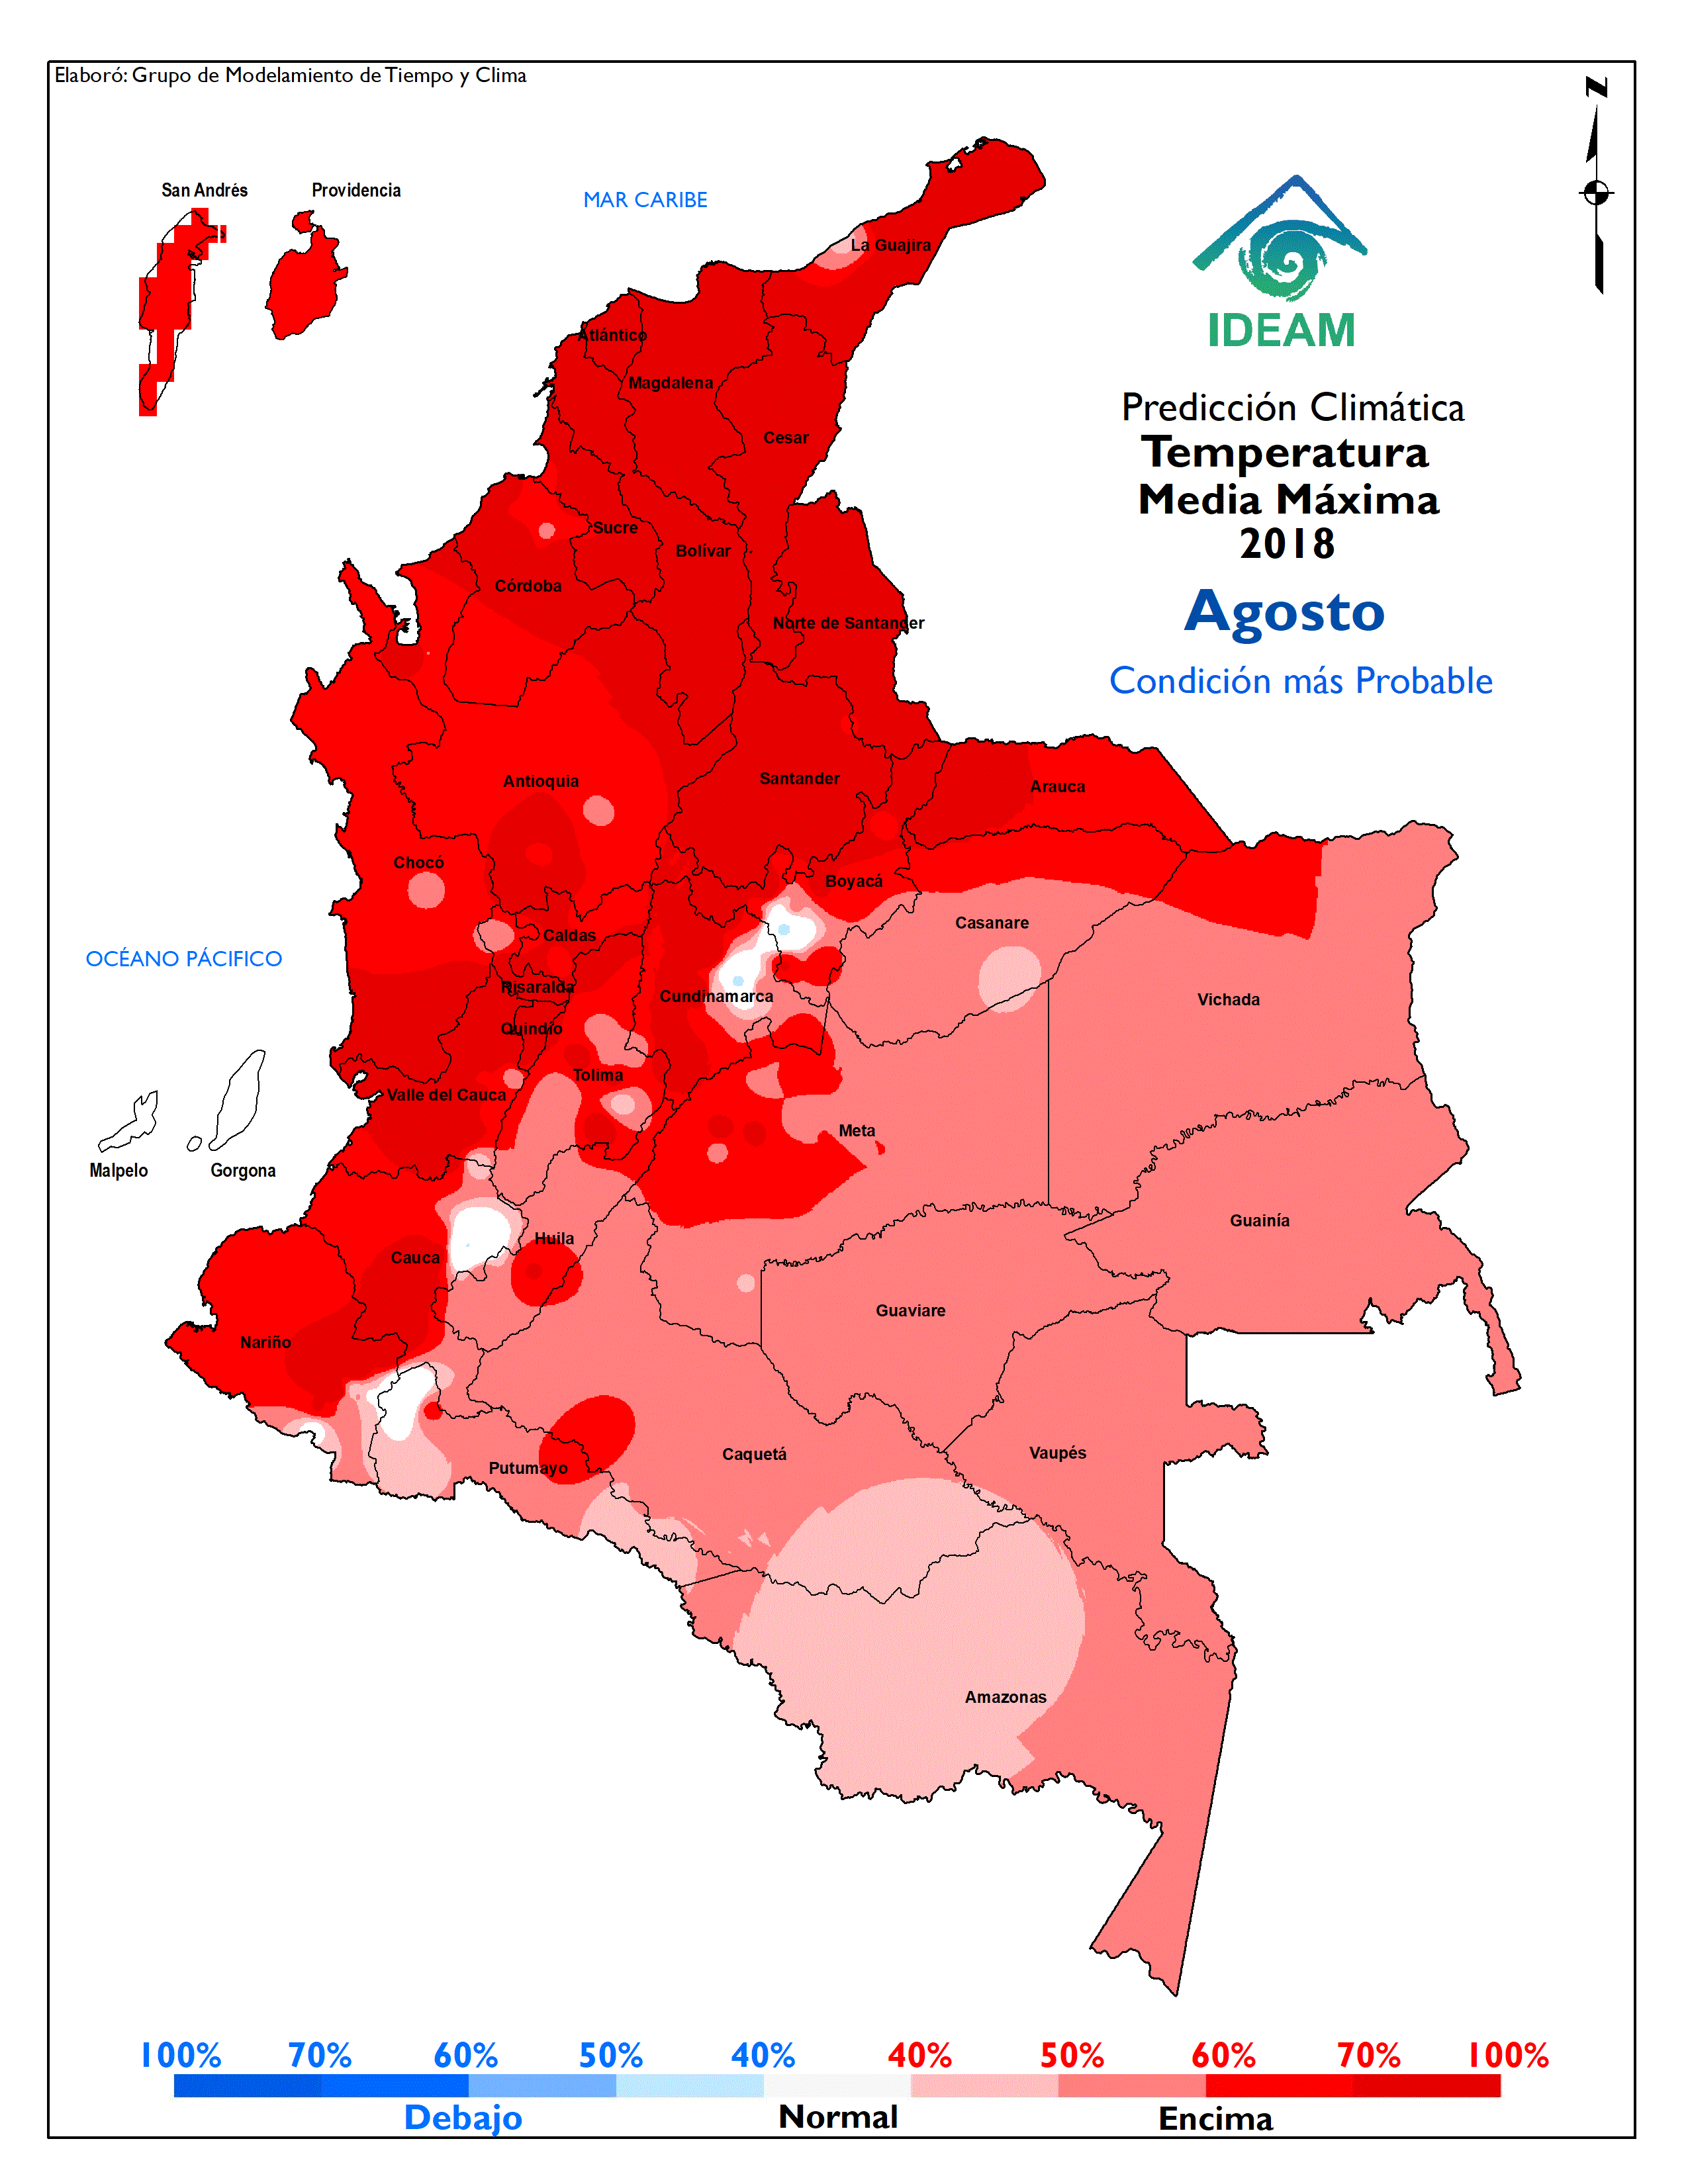 Elaboró: Grupo de Modelamiento de Tiempo y Clima
N
San Andrés
Providencia
MAR CARIBE
La Guajira
IDEAM
Atlántico
Magdalena
Predicción Climática
Cesar
Temperatura
Media Máxima
2018
Sucre
Bolívar
Córdoba
Agosto
Norte de Santander
Condición más Probable
Antioquia
Santander
Arauca
Chocó
Boyacá
Casanare
Caldas
OCÉANO PÁCIFICO
Risaralda
Cundinamarca
Vichada
Quindío
Tolima
Valle del Cauca
Meta
Malpelo
Gorgona
Guainía
Huila
Cauca
Guaviare
Nariño
Caquetá
Vaupés
Putumayo
Amazonas
100% 70% 60% 50% 40% 40% 50% 60% 70% 100%
Debajo Normal Encima